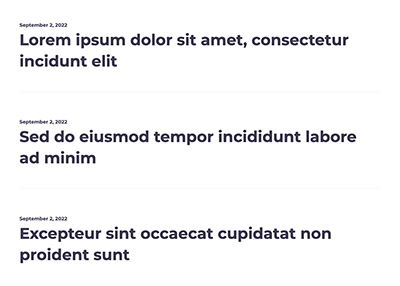 September 2, 2022
Lorem ipsum dolor sit amet, consectetur
incidunt elit
September 2, 2022
Sed do eiusmod tempor incididunt labore
ad minim
September 2, 2022
Excepteur sint occaecat cupidatat non
proident sunt